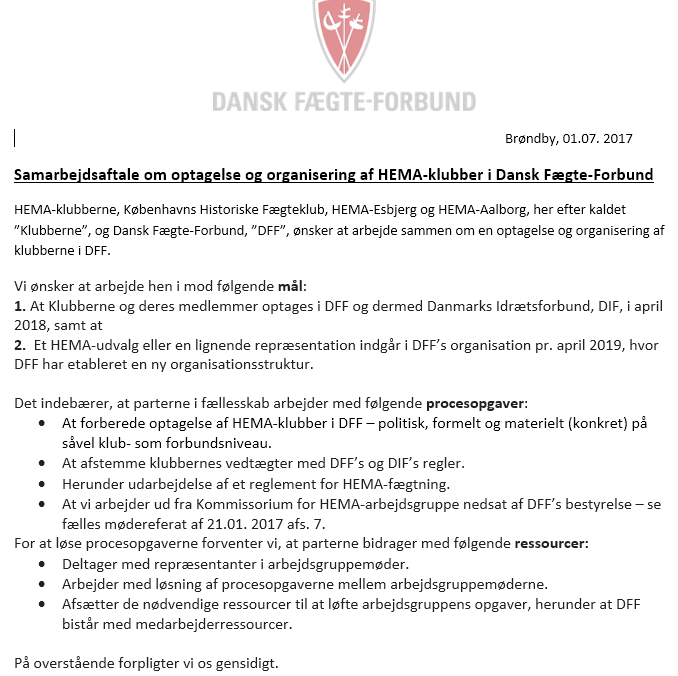 DANSK FÆGTE-FORBUND
Brøndby, 01.07. 2017
Samarbejdsaftale om optagelse og organisering af HEMA-klubber i Dansk Fægte-Forbund
HEMA-klubberne, Københavns Historiske Fægteklub, HEMA-Esbjerg og HEMA-Aalborg, her efter kaldet
”Klubberne”, og Dansk Fægte-Forbund, ”DFF”, ønsker at arbejde sammen om en optagelse og organisering af
klubberne i DFF.
Vi ønsker at arbejde hen i mod følgende mål:
1. At Klubberne og deres medlemmer optages i DFF og dermed Danmarks Idrætsforbund, DIF, i april
2018, samt at
2. Et HEMA-udvalg eller en lignende repræsentation indgår i DFF’s organisation pr. april 2019, hvor
DFF har etableret en ny organisationsstruktur.
Det indebærer, at parterne i fællesskab arbejder med følgende procesopgaver:
• At forberede optagelse af HEMA-klubber i DFF – politisk, formelt og materielt (konkret) på
såvel klub- som forbundsniveau.
• At afstemme klubbernes vedtægter med DFF’s og DIF’s regler.
• Herunder udarbejdelse af et reglement for HEMA-fægtning.
• At vi arbejder ud fra Kommissorium for HEMA-arbejdsgruppe nedsat af DFF’s bestyrelse – se
fælles mødereferat af 21.01. 2017 afs. 7.
For at løse procesopgaverne forventer vi, at parterne bidrager med følgende ressourcer:
• Deltager med repræsentanter i arbejdsgruppemøder.
• Arbejder med løsning af procesopgaverne mellem arbejdsgruppemøderne.
• Afsætter de nødvendige ressourcer til at løfte arbejdsgruppens opgaver, herunder at DFF
bistår med medarbejderressourcer.
På overstående forpligter vi os gensidigt.